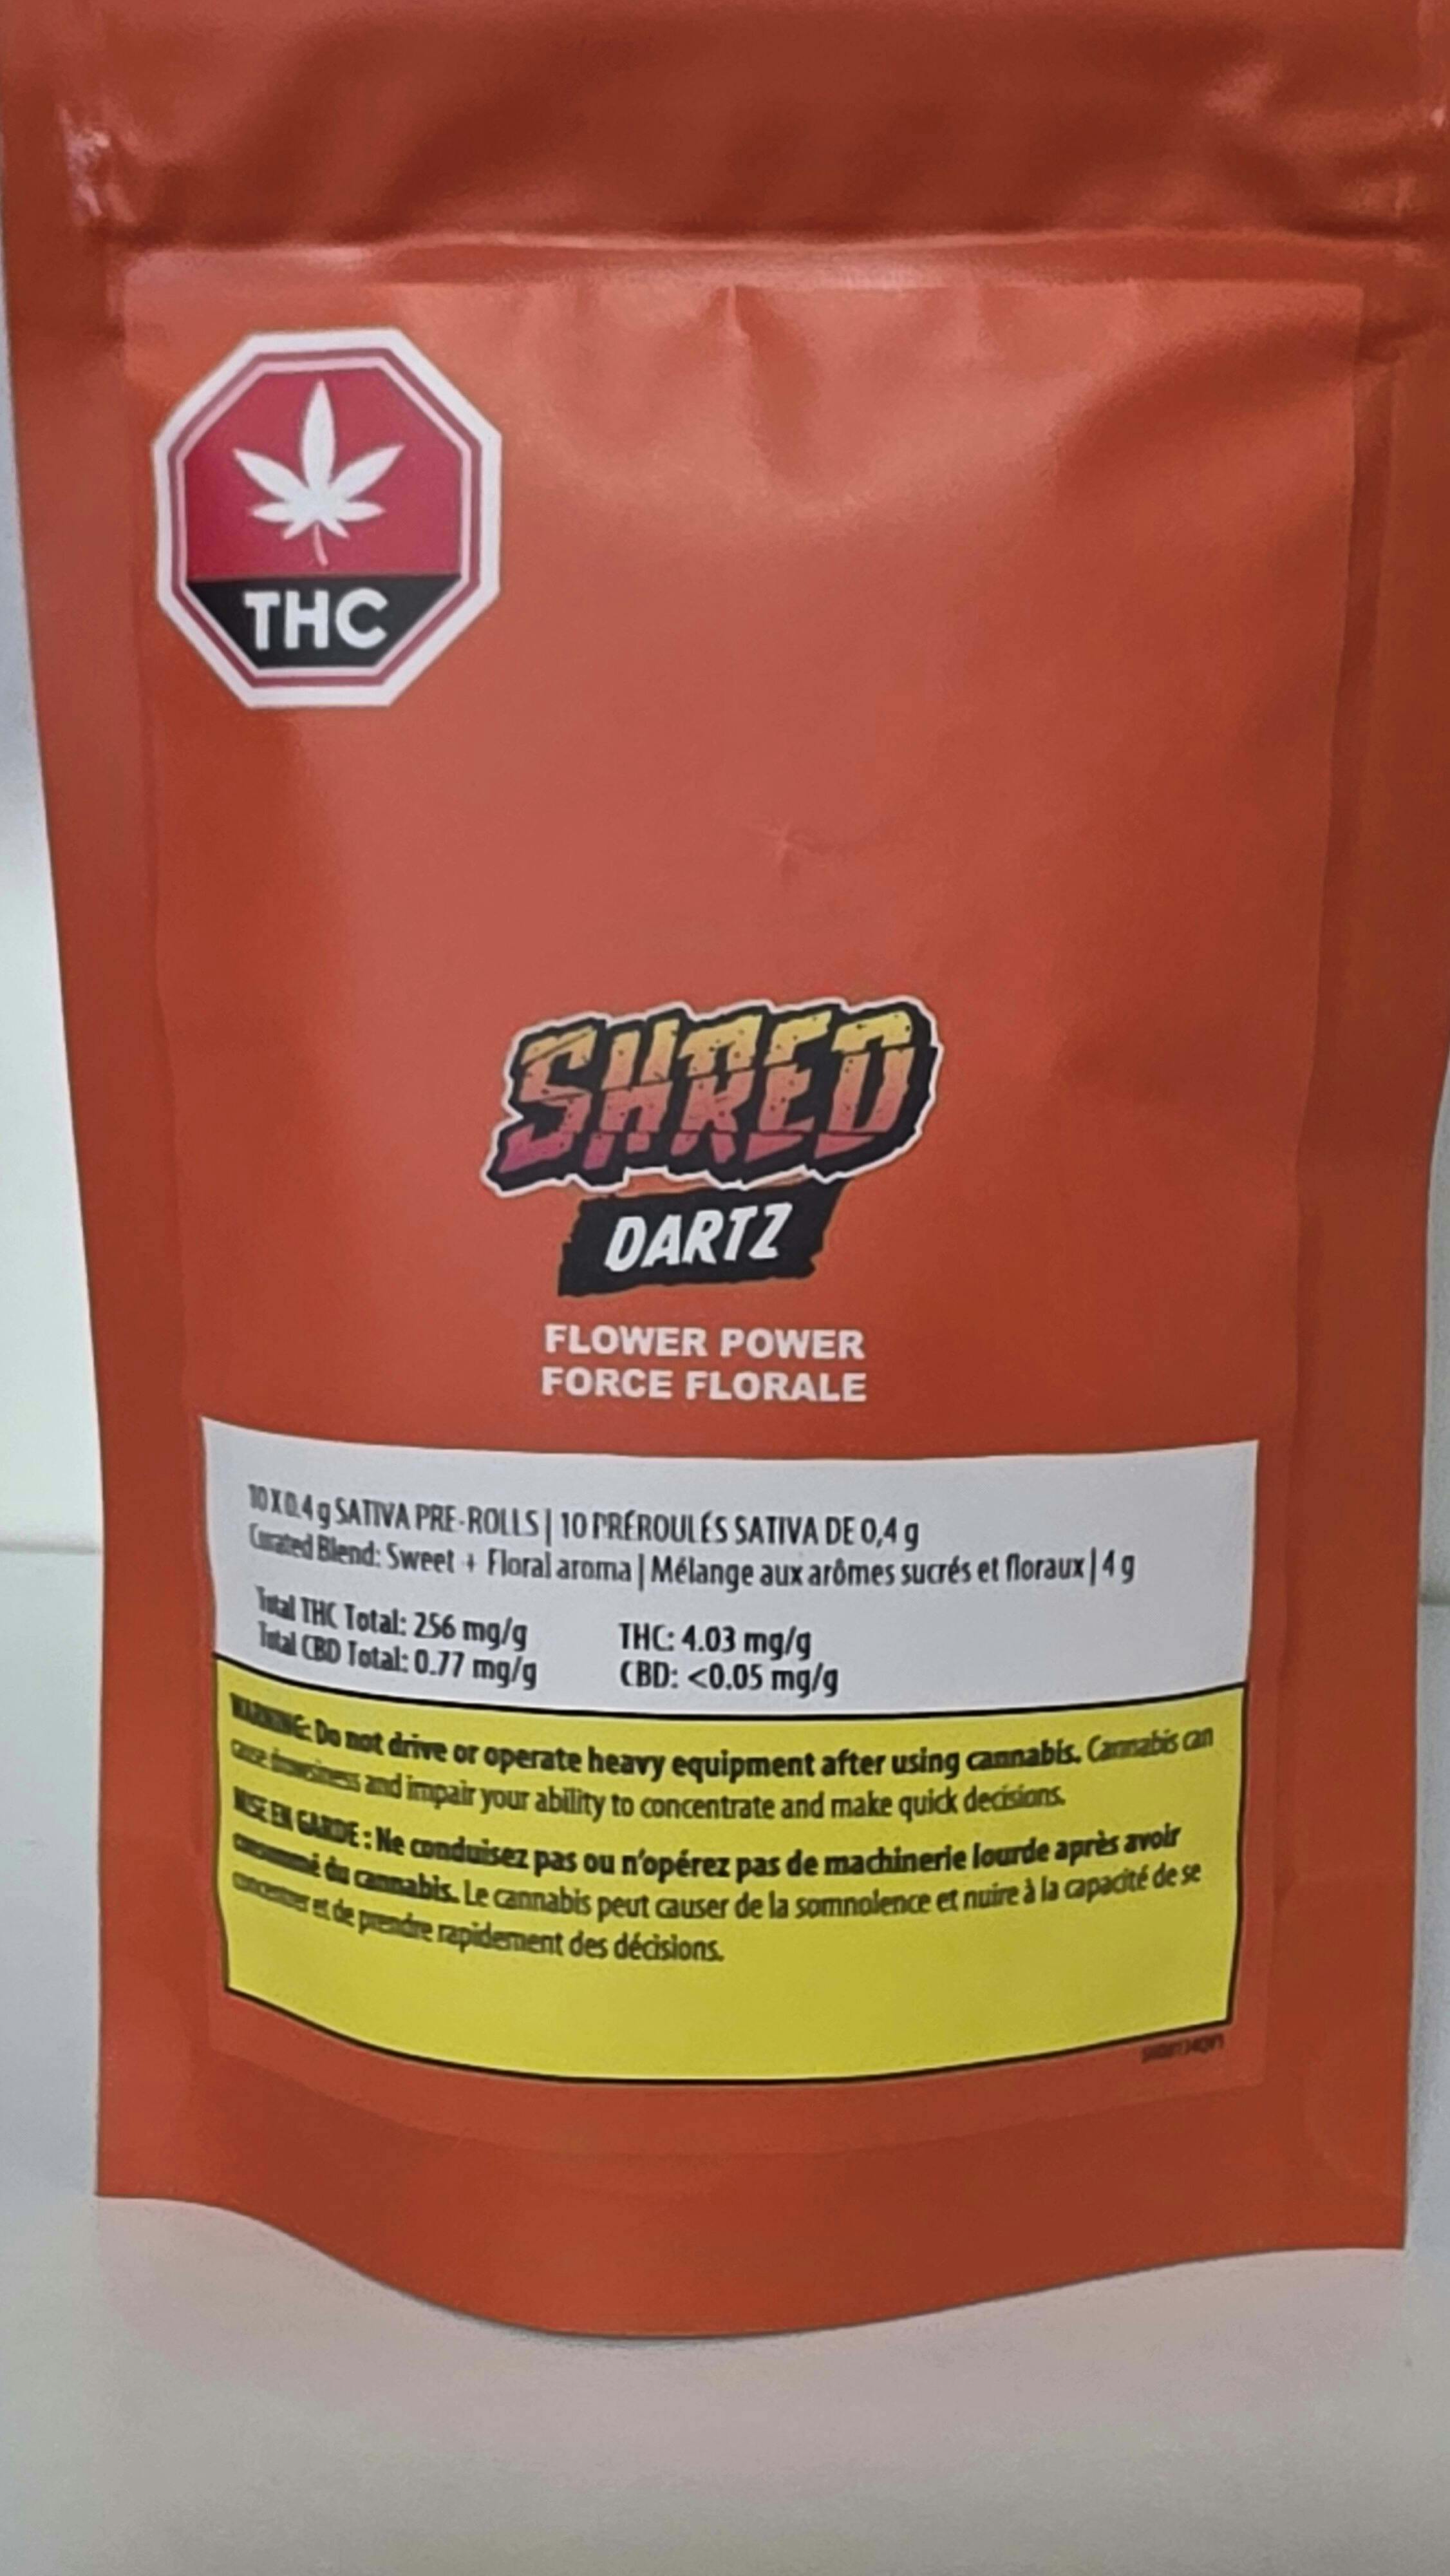 THC
SHRED
DARTZ
FLOWER POWER
FORCE FLORALE
10 X 0.4 g SATIVA PRE-ROLLS | 10 PRÉROULÉS SATIVA DE 0,4 g
Curated Blend: Sweet + Floral aroma | Mélange aux arômes sucrés et floraux | 4 g
Total THC Total: 256 mg/g THC: 4.03 mg/g
Total CBD Total: 0.77 mg/g CBD: <0.05 mg/g
WARNING: Do not drive or operate heavy equipment after using cannabis. Cannabis can
cause drowsiness and impair your ability to concentrate and make quick decisions.
MISE EN GARDE : Ne conduisez pas ou n'opérez pas de machinerie lourde après avoir
consommé du cannabis. Le cannabis peut causer de la somnolence et nuire à la capacité de se
concentrer et de prendre rapidement des décisions.